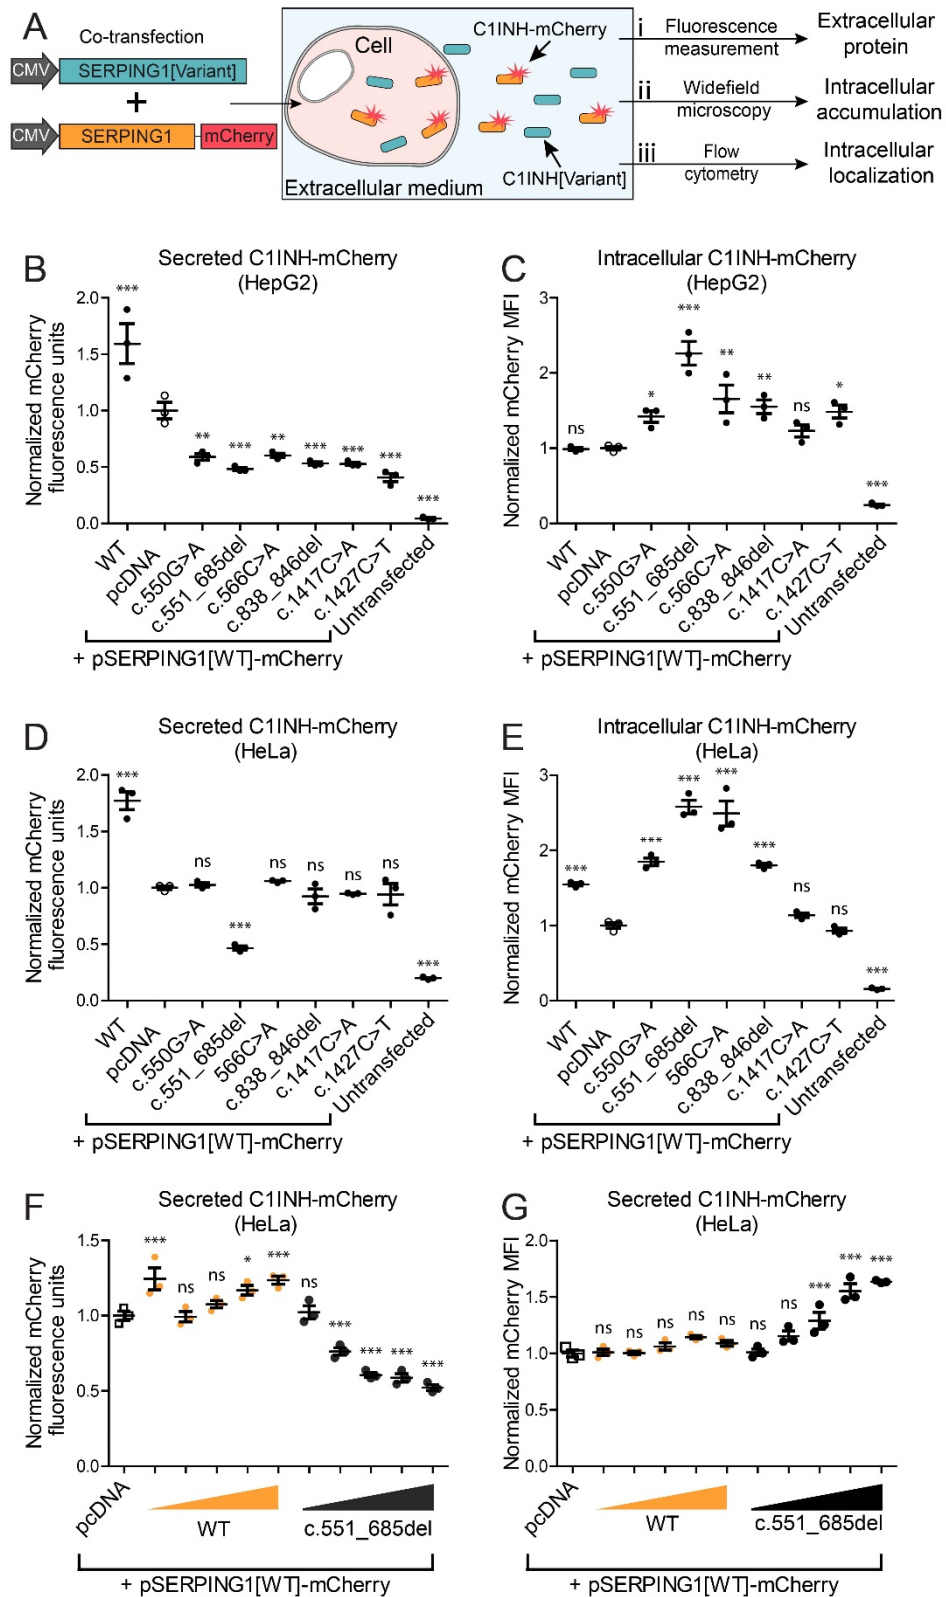 A
Co-transfection
CMV
SERPING1[Variant]
+
CMV
SERPING1
mCherry
Cell
C1INH-mCherry
Extracellular medium
C1INH[Variant]
i
Fluorescence
measurement
Extracellular
protein
ii
Widefield
microscopy
Intracellular
accumulation
iii
Flow
cytometry
Intracellular
localization
B
Secreted C1INH-mCherry
(HepG2)
Normalized mCherry
fluorescence units
2.0
1.5
1.0
0.5
0.0
***
**
***
**
***
***
***
***
WT
pcDNA
c.550G>A
c.551_685del
c.566C>A
c.838_846del
c.1417C>A
c.1427C>T
Untransfected
+ pSERPING1[WT]-mCherry
C
Intracellular C1INH-mCherry
(HepG2)
Normalized mCherry MFI
3
2
1
0
ns
*
***
**
**
ns
*
***
WT
pcDNA
c.550G>A
c.551_685del
c.566C>A
c.838_846del
c.1417C>A
c.1427C>T
Untransfected
+ pSERPING1[WT]-mCherry
D
Secreted C1INH-mCherry
(HeLa)
Normalized mCherry
fluorescence units
2.0
1.5
1.0
0.5
0.0
***
ns
***
ns
ns
ns
ns
***
WT
pcDNA
c.550G>A
c.551_685del
566C>A
c.838_846del
c.1417C>A
c.1427C>T
Untransfected
+ pSERPING1[WT]-mCherry
E
Intracellular C1INH-mCherry
(HeLa)
Normalized mCherry MFI
3
2
1
0
***
***
***
***
***
ns
ns
***
WT
pcDNA
c.550G>A
c.551_685del
566C>A
c.838_846del
c.1417C>A
c.1427C>T
Untransfected
+ pSERPING1[WT]-mCherry
F
Secreted C1INH-mCherry
(HeLa)
Normalized mCherry
fluorescence units
1.5
1.0
0.5
0.0
***
ns
ns
*
***
ns
***
***
***
***
pcDNA
WT
c.551_685del
+ pSERPING1[WT]-mCherry
G
Secreted C1INH-mCherry
(HeLa)
Normalized mCherry MFI
2.0
1.5
1.0
0.5
0.0
ns
ns
ns
ns
ns
ns
ns
***
***
***
pcDNA
WT
c.551_685del
+ pSERPING1[WT]-mCherry